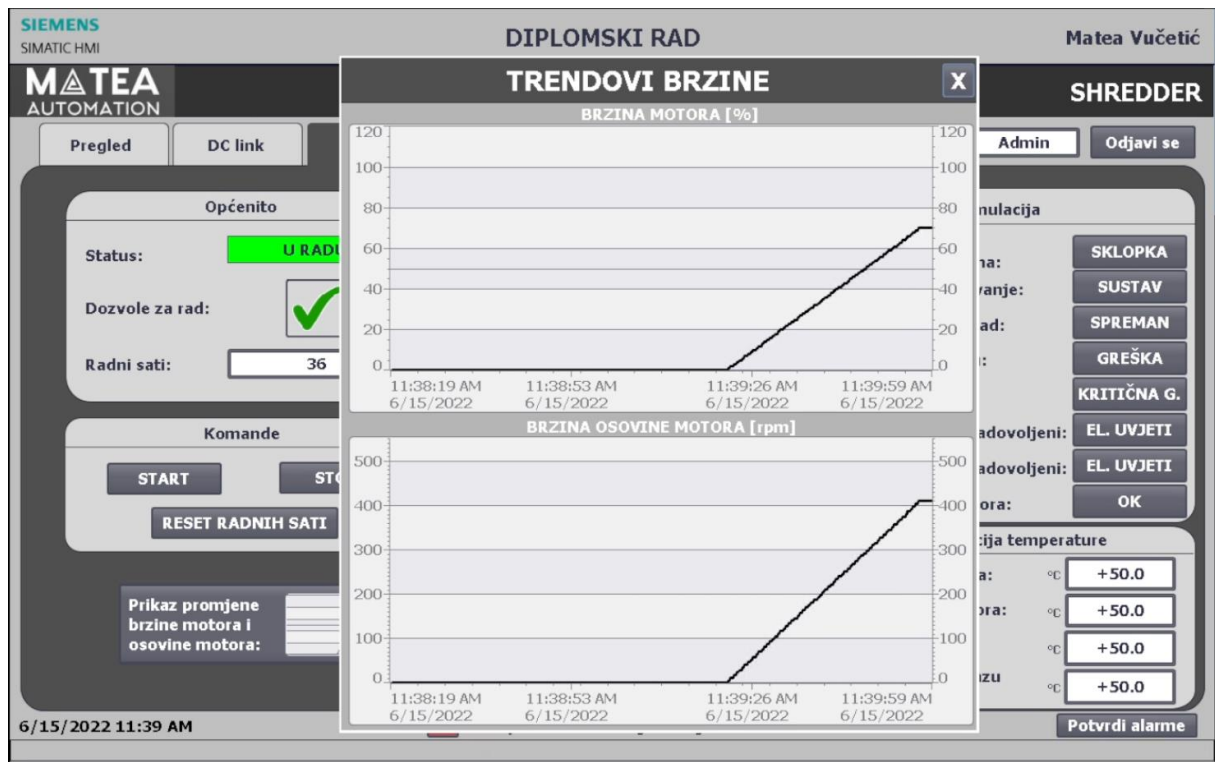 SIEMENS
SIMATIC HMI
DIPLOMSKI RAD
Matea Vučetić
MATEA
AUTOMATION
SHREDDER
Pregled
DC link
Admin
Odjavi se
TRENDOVI BRZINE
X
BRZINA MOTORA [%]
120 120
100 100
80 80
60 60
40 40
20 20
0 0
11:38:19 AM 11:38:53 AM 11:39:26 AM 11:39:59 AM
6/15/2022 6/15/2022 6/15/2022 6/15/2022
BRZINA OSOVINE MOTORA [rpm]
500 500
400 400
300 300
200 200
100 100
0 0
11:38:19 AM 11:38:53 AM 11:39:26 AM 11:39:59 AM
6/15/2022 6/15/2022 6/15/2022 6/15/2022
Općenito
Status: U RADU
Dozvole za rad:
Radni sati: 36
Komande
START
RESET RADNIH SATI
Prikaz promjene
brzine motora i
osovine motora:
SKLOPKA
SUSTAV
SPREMAN
GREŠKA
KRITIČNA G.
EL. UVJETI
EL. UVJETI
OK
temperature
°C +50.0
°C +50.0
°C +50.0
°C +50.0
6/15/2022 11:39 AM
Potvrdi alarme